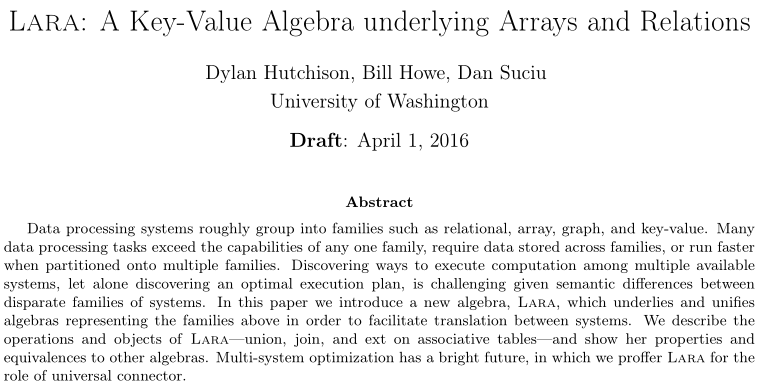 LARA: A Key-Value Algebra underlying Arrays and Relations
Dylan Hutchison, Bill Howe, Dan Suciu
University of Washington
Draft: April 1, 2016
Abstract
Data processing systems roughly group into families such as relational, array, graph, and key-value. Many
data processing tasks exceed the capabilities of any one family, require data stored across families, or run faster
when partitioned onto multiple families. Discovering ways to execute computation among multiple available
systems, let alone discovering an optimal execution plan, is challenging given semantic differences between
disparate families of systems. In this paper we introduce a new algebra, LARA, which underlies and unifies
algebras representing the families above in order to facilitate translation between systems. We describe the
operations and objects of LARA—union, join, and ext on associative tables—and show her properties and
equivalences to other algebras. Multi-system optimization has a bright future, in which we proffer LARA for the
role of universal connector.